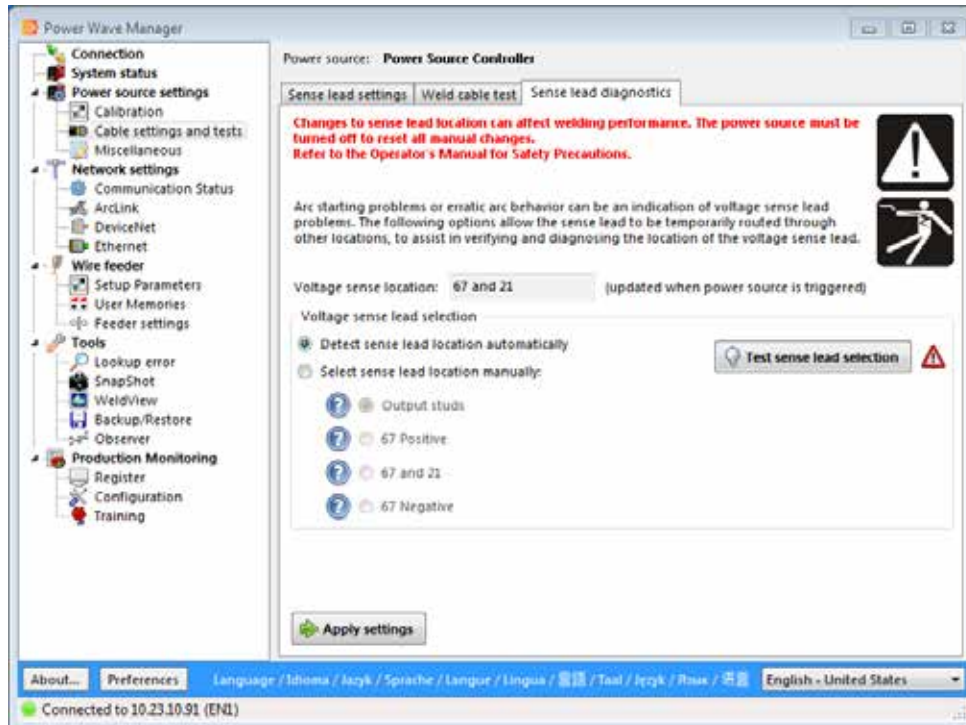 Power Wave Manager
Connection
System status
Power source settings
Calibration
Cable settings and tests
Miscellaneous
Network settings
Communication Status
ArcLink
DeviceNet
Ethernet
Wire feeder
Setup Parameters
User Memories
Feeder settings
Tools
Lookup error
SnapShot
WeldView
Backup/Restore
Observer
Production Monitoring
Register
Configuration
Training
Power source: Power Source Controller
Sense lead settings
Weld cable test
Sense lead diagnostics
Changes to sense lead location can affect welding performance. The power source must be
turned off to reset all manual changes.
Refer to the Operator's Manual for Safety Precautions.
Arc starting problems or erratic arc behavior can be an indication of voltage sense lead
problems. The following options allow the sense lead to be temporarily routed through
other locations, to assist in verifying and diagnosing the location of the voltage sense lead.
Voltage sense location: 67 and 21 (updated when power source is triggered)
Voltage sense lead selection
Detect sense lead location automatically
Test sense lead selection
Select sense lead location manually:
Output studs
67 Positive
67 and 21
67 Negative
Apply settings
About... Preferences Language / Idioma / Jazyk / Sprache / Langue / Lingua / / Taal / Język / / English - United States
Connected to 10.23.10.91 (EN1)